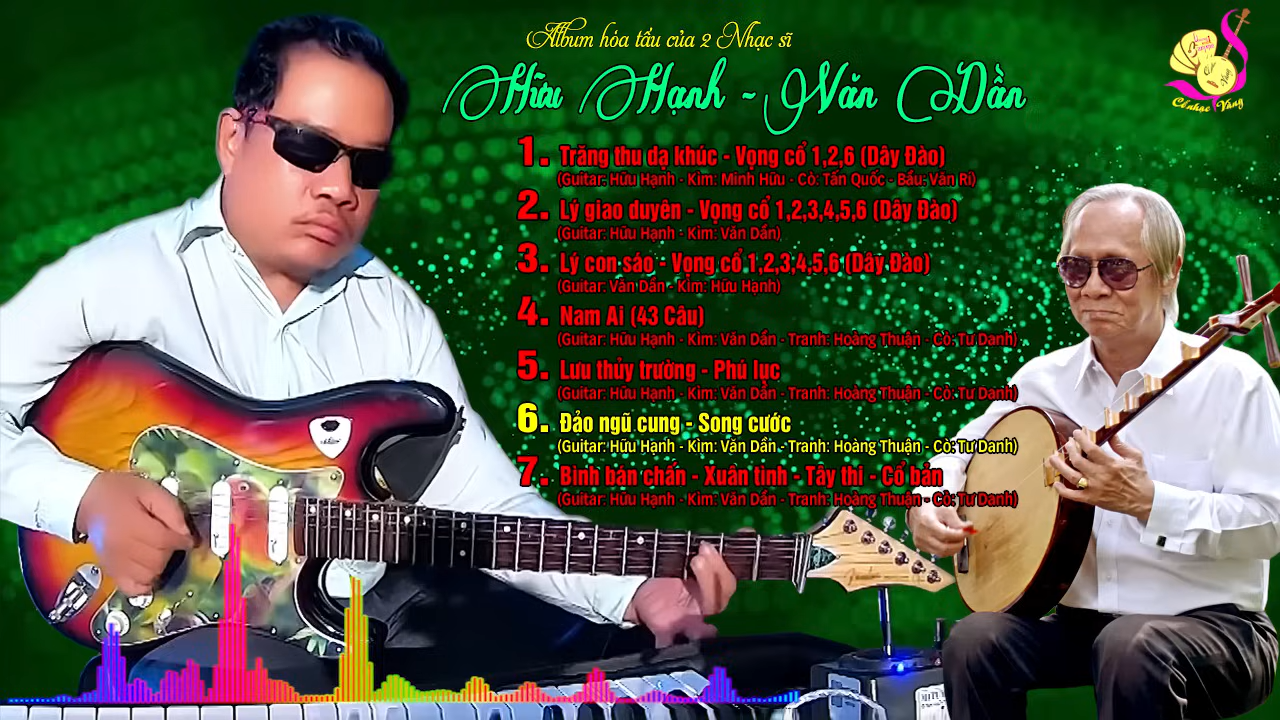 Album hòa tấu của 2 Nhạc sĩ
Hữu Hạnh - Văn Dần
1. Trăng thu dạ khúc - Vọng cổ 1,2,6 (Dây Đào)
(Guitar: Hữu Hạnh - Kìm: Minh Hữu - Cò: Tấn Quốc - Bầu: Văn Ri)
2. Lý giao duyên - Vọng cổ 1,2,3,4,5,6 (Dây Đào)
(Guitar: Hữu Hạnh - Kìm: Văn Dần)
3. Lý con sáo - Vọng cổ 1,2,3,4,5,6 (Dây Đào)
(Guitar: Văn Dần - Kìm: Hữu Hạnh)
4. Nam Ai (43 Câu)
(Guitar: Hữu Hạnh - Kìm: Văn Dần - Tranh: Hoàng Thuận - Cò: Tư Danh)
5. Lưu thủy trường - Phú lục
(Guitar: Hữu Hạnh - Kìm: Văn Dần - Tranh: Hoàng Thuận - Cò: Tư Danh)
6. Đảo ngũ cung - Song cước
(Guitar: Hữu Hạnh - Kìm: Văn Dần - Tranh: Hoàng Thuận - Cò: Tư Danh)
7. Bình bán chấn - Xuân tình - Tây thi - Cổ bản
(Guitar: Hữu Hạnh - Kìm: Văn Dần - Tranh: Hoàng Thuận - Cò: Tư Danh)
Cổ nhạc Vàng